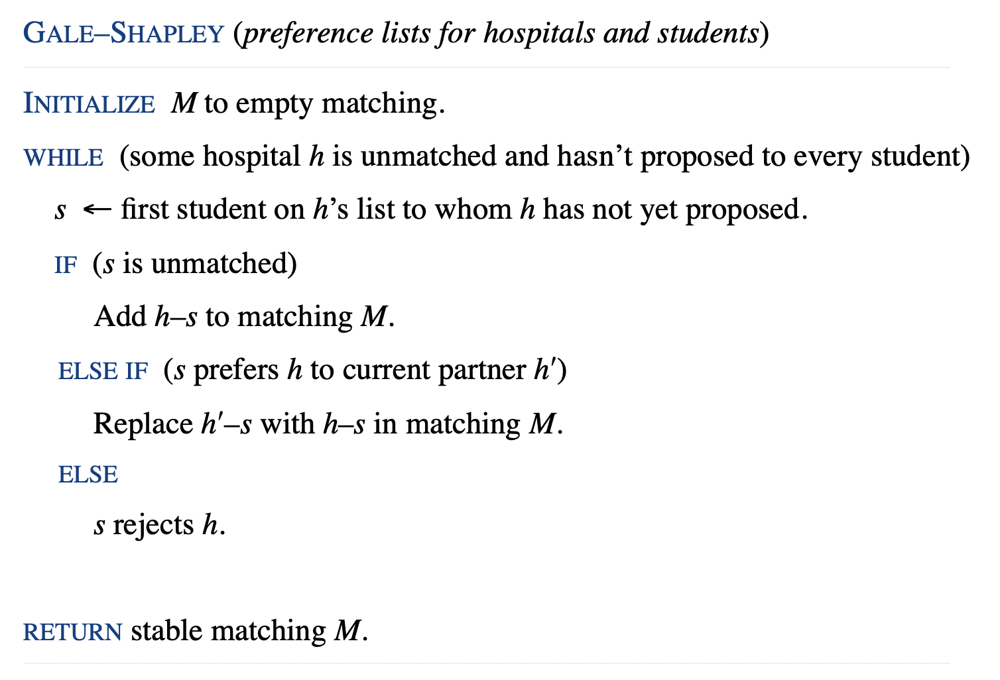 GALE–SHAPLEY (preference lists for hospitals and students)
INITIALIZE M to empty matching.
WHILE (some hospital h is unmatched and hasn’t proposed to every student)
s ← first student on h’s list to whom h has not yet proposed.
IF (s is unmatched)
Add h–s to matching M.
ELSE IF (s prefers h to current partner h′)
Replace h′–s with h–s in matching M.
ELSE
s rejects h.
RETURN stable matching M.